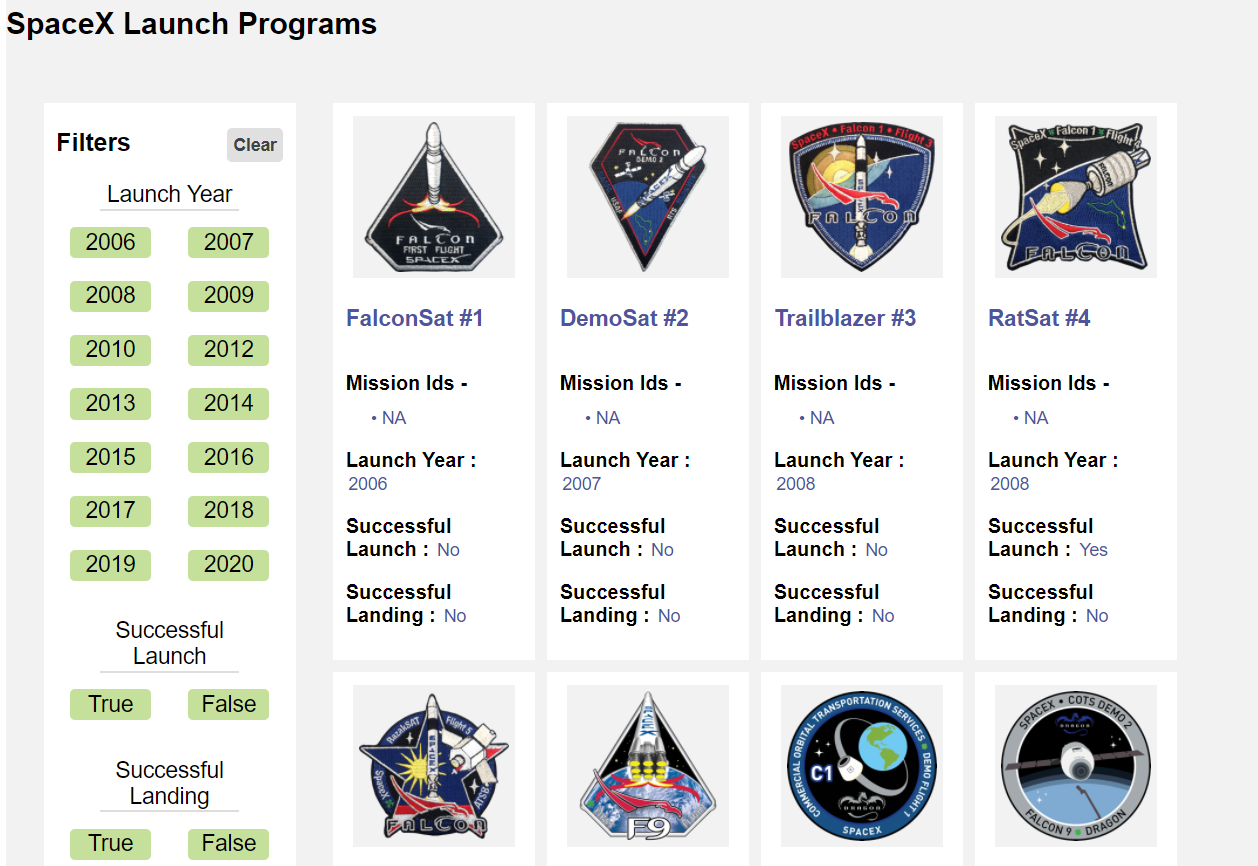 SpaceX Launch Programs
Filters
Clear
Launch Year
2006 2007
2008 2009
2010 2012
2013 2014
2015 2016
2017 2018
2019 2020
Successful
Launch
True False
Successful
Landing
True False
FALCON
FIRST FLIGHT
SPACEX
FalconSat #1
Mission Ids -
• NA
Launch Year :
2006
Successful
Launch : No
Successful
Landing : No
FALCON
DEMO 2
SPACEX
DemoSat #2
Mission Ids -
• NA
Launch Year :
2007
Successful
Launch : No
Successful
Landing : No
SpaceX • Falcon 1 • Flight 3
FALCON
Trailblazer #3
Mission Ids -
• NA
Launch Year :
2008
Successful
Launch : No
Successful
Landing : No
SpaceX Falcon 1 Flight 4
FALCON
RatSat #4
Mission Ids -
• NA
Launch Year :
2008
Successful
Launch : Yes
Successful
Landing : No
RazakSAT
Flight 5
SpaceX
ATSB
FALCON
F9
COMMERCIAL ORBITAL TRANSPORTATION SERVICES • DEMO FLIGHT 1
C1
DRAGON
SPACEX
SPACEX • COTS DEMO 2
DRAGON
FALCON 9 • DRAGON